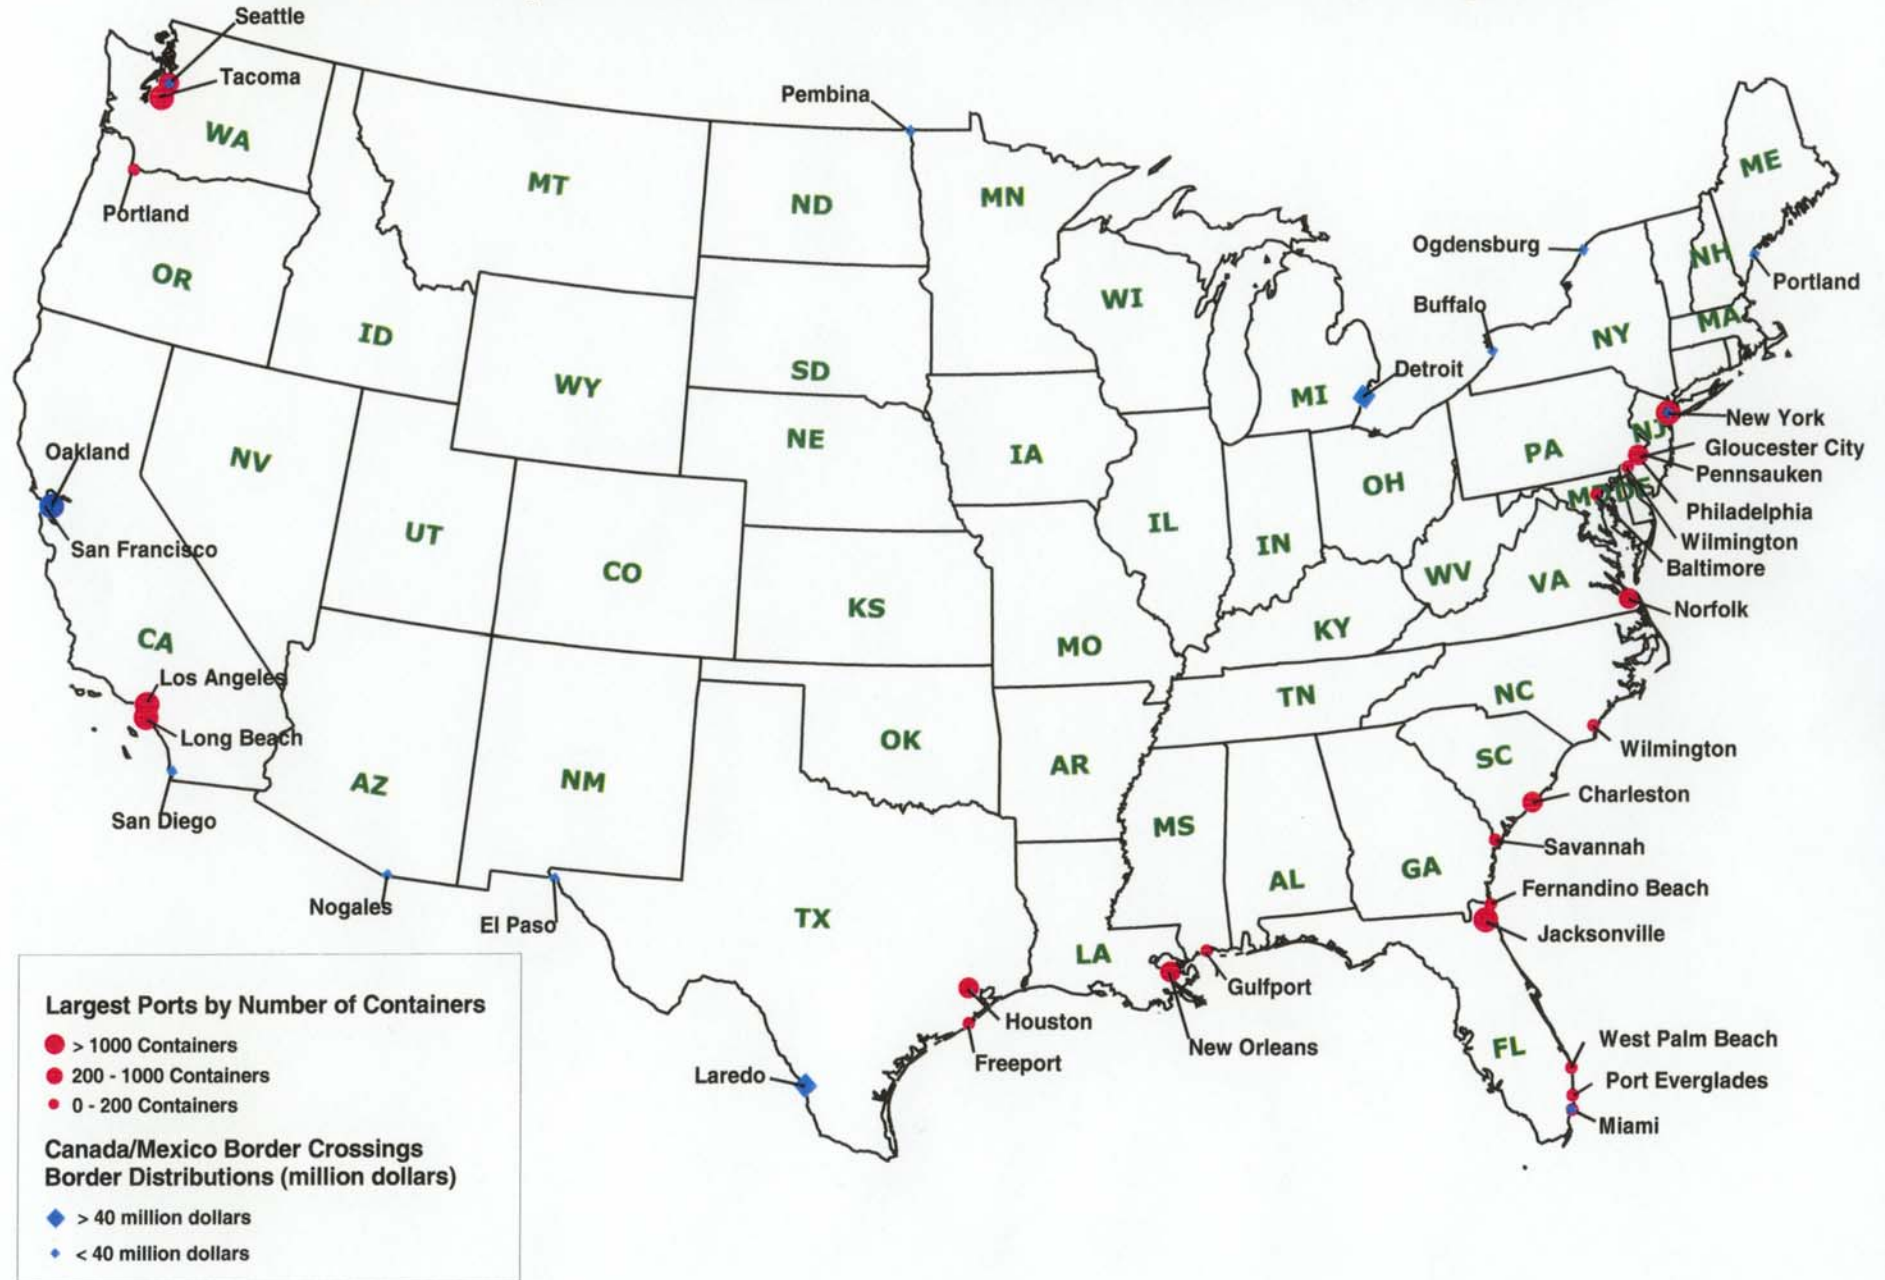 Seattle
Tacoma
Pembina
WA
ME
MT
ND
MN
Portland
Ogdensburg
NH
Portland
OR
WI
Buffalo
MA
ID
NY
SD
Detroit
WY
MI
New York
NE
NJ
Oakland
NV
IA
PA
Gloucester City
Pennsauken
OH
MD
DE
Philadelphia
UT
IL
IN
Wilmington
San Francisco
CO
WV
VA
Baltimore
KS
Norfolk
CA
KY
MO
Los Angeles
TN
NC
Long Beach
OK
Wilmington
AR
SC
AZ
NM
Charleston
San Diego
MS
Savannah
GA
AL
Fernandino Beach
Nogales
El Paso
TX
Jacksonville
LA
Gulfport
Houston
New Orleans
FL
West Palm Beach
Freeport
Laredo
Port Everglades
Miami
Largest Ports by Number of Containers
> 1000 Containers
200 - 1000 Containers
0 - 200 Containers
Canada/Mexico Border Crossings
Border Distributions (million dollars)
> 40 million dollars
< 40 million dollars